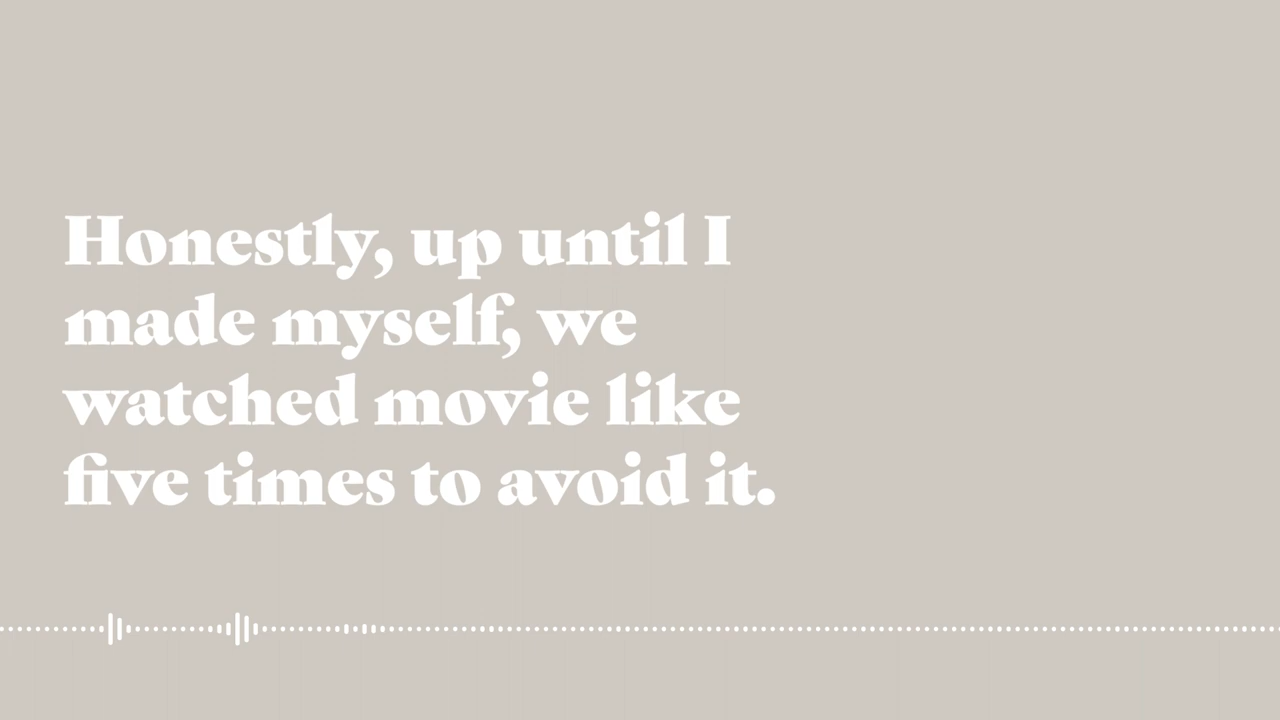 Honestly, up until I
made myself, we
watched movie like
five times to avoid it.